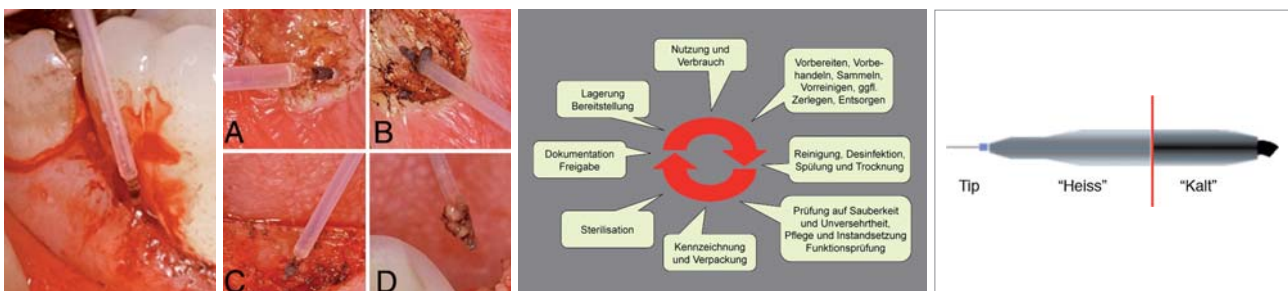 A
B
C
D
Nutzung und
Verbrauch
Vorbereiten, Vorbe-
handeln, Sammeln,
Vorreinigen, ggfl.
Zerlegen, Entsorgen
Reinigung, Desinfektion,
Spülung und Trocknung
Prüfung auf Sauberkeit
und Unversehrtheit,
Pflege und Instandsetzung
Funktionsprüfung
Kennzeichnung
und Verpackung
Sterilisation
Dokumentation
Freigabe
Lagerung
Bereitstellung
Tip
“Heiss”
“Kalt”